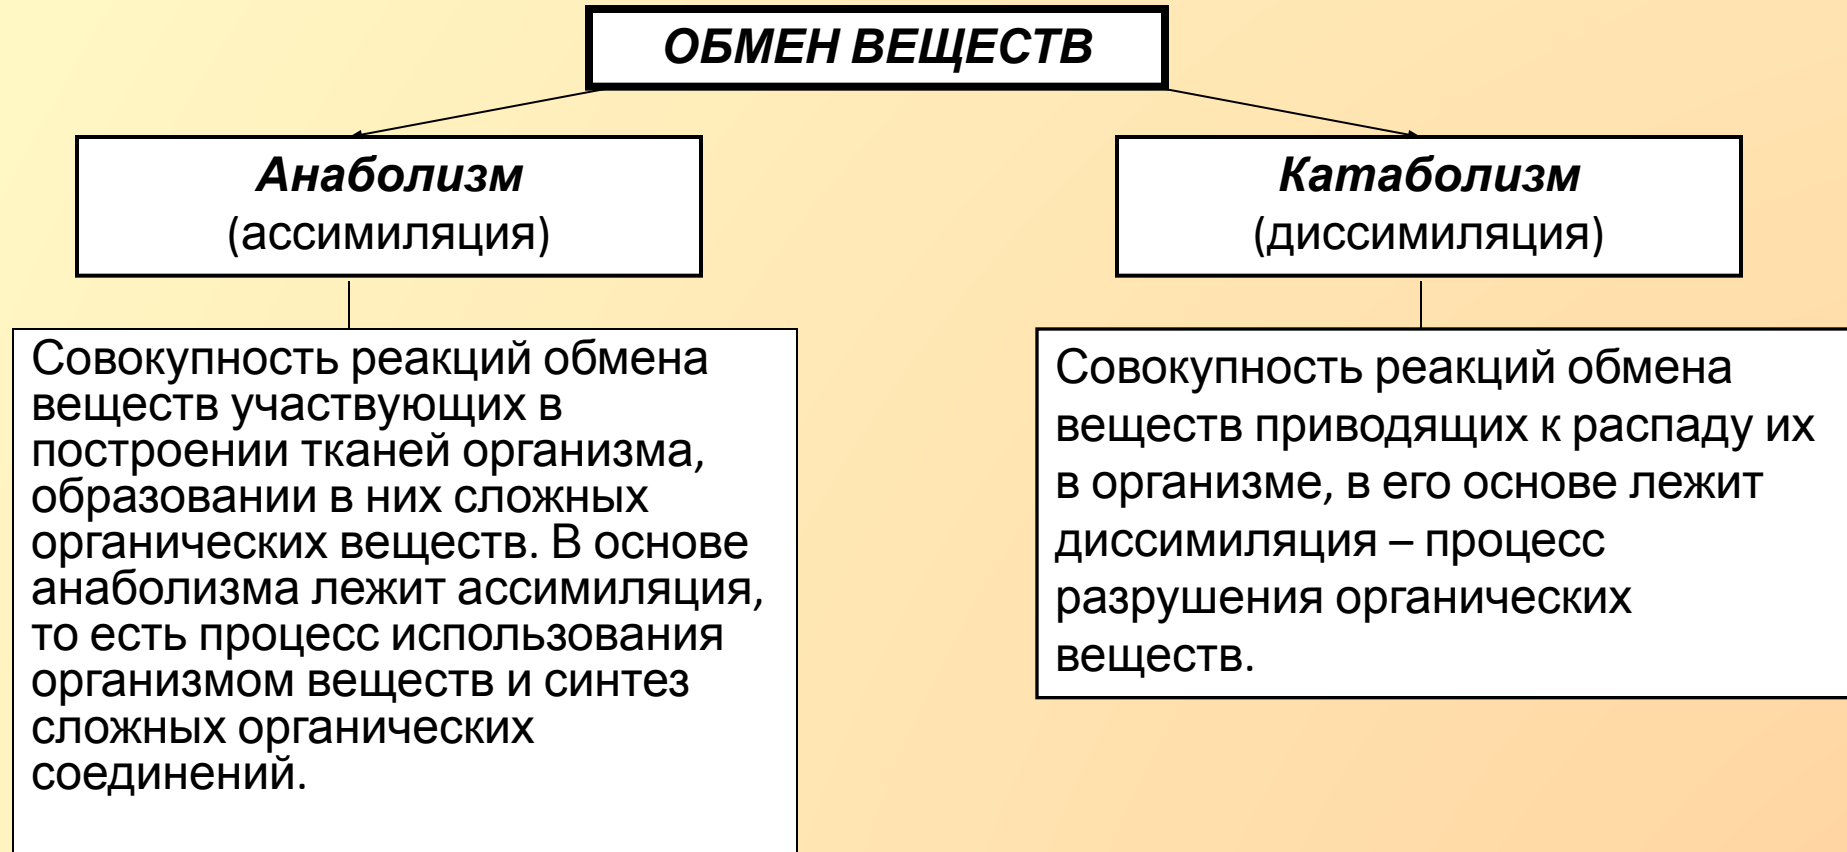 ОБМЕН ВЕЩЕСТВ
Анаболизм
(ассимиляция)
Катаболизм
(диссимиляция)
Совокупность реакций обмена
веществ участвующих в
построении тканей организма,
образовании в них сложных
органических веществ. В основе
анаболизма лежит ассимиляция,
то есть процесс использования
организмом веществ и синтез
сложных органических
соединений.
Совокупность реакций обмена
веществ приводящих к распаду их
в организме, в его основе лежит
диссимиляция – процесс
разрушения органических
веществ.